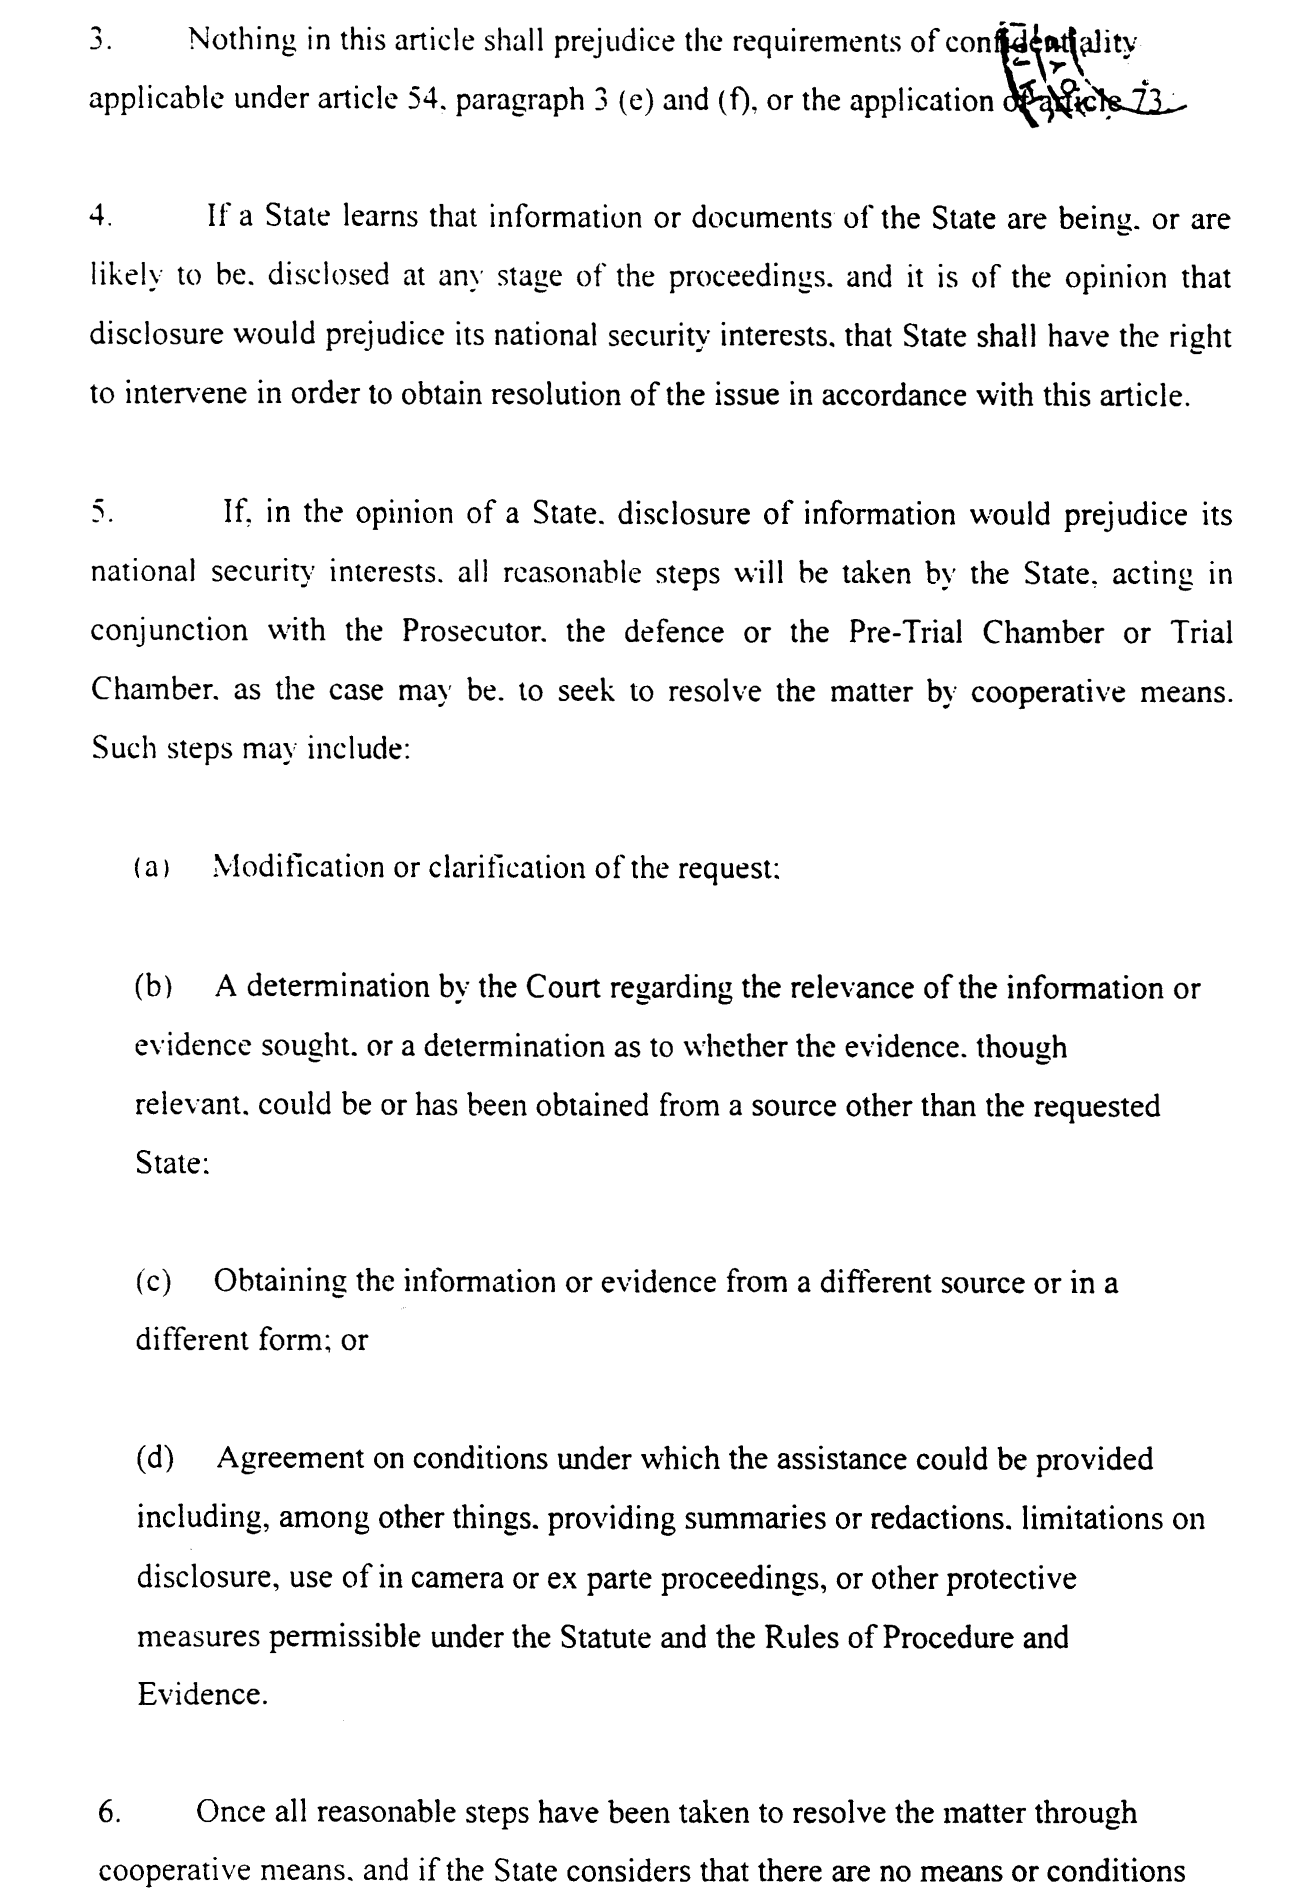 3. Nothing in this article shall prejudice the requirements of confidentiality
applicable under article 54, paragraph 3 (e) and (f), or the application of article 73.
4. If a State learns that information or documents of the State are being, or are
likely to be, disclosed at any stage of the proceedings, and it is of the opinion that
disclosure would prejudice its national security interests, that State shall have the right
to intervene in order to obtain resolution of the issue in accordance with this article.
5. If, in the opinion of a State, disclosure of information would prejudice its
national security interests, all reasonable steps will be taken by the State, acting in
conjunction with the Prosecutor, the defence or the Pre-Trial Chamber or Trial
Chamber, as the case may be, to seek to resolve the matter by cooperative means.
Such steps may include:
(a) Modification or clarification of the request;
(b) A determination by the Court regarding the relevance of the information or
evidence sought, or a determination as to whether the evidence, though
relevant, could be or has been obtained from a source other than the requested
State;
(c) Obtaining the information or evidence from a different source or in a
different form; or
(d) Agreement on conditions under which the assistance could be provided
including, among other things, providing summaries or redactions, limitations on
disclosure, use of in camera or ex parte proceedings, or other protective
measures permissible under the Statute and the Rules of Procedure and
Evidence.
6. Once all reasonable steps have been taken to resolve the matter through
cooperative means, and if the State considers that there are no means or conditions